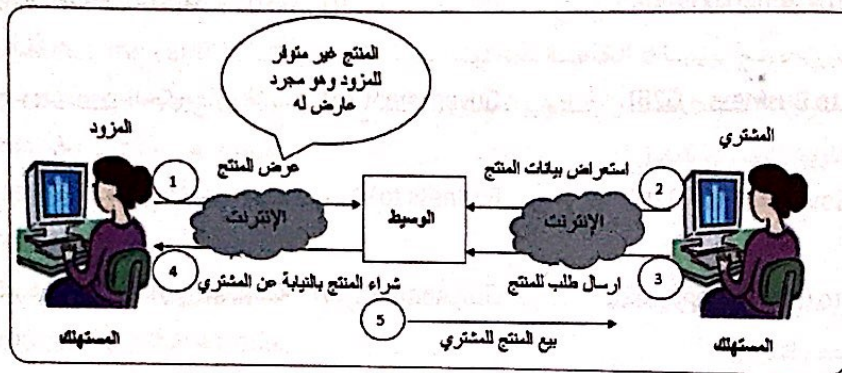 المنتج غير متوفر
للمزود وهو مجرد
عارض له
المشتري
المزود
استعراض بيانات المنتج
2
عرض المنتج
1
الإنترنت
الوسيط
الإنترنت
3
ارسال طلب للمنتج
شراء المنتج بالنيابة عن المشتري
4
5
بيع المنتج للمشتري
المستهلك
المستهلك